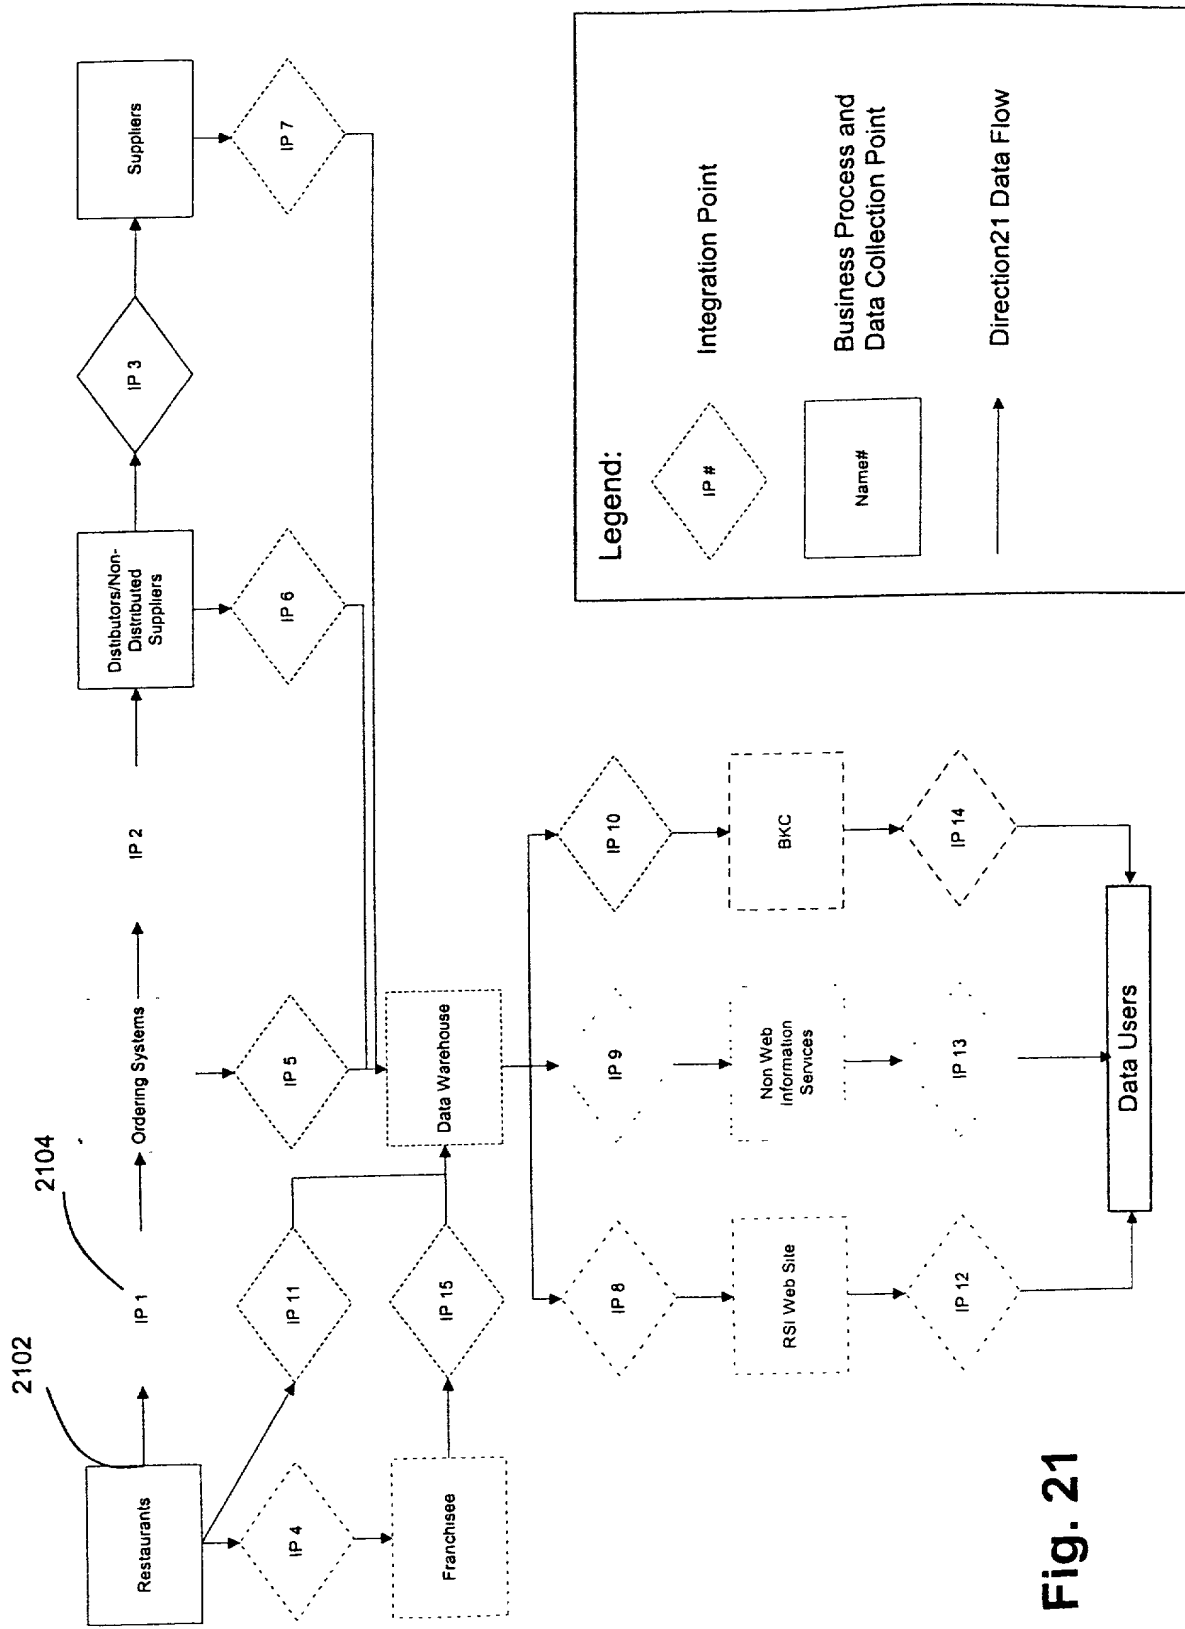 2102
2104
Restaurants
IP 1
Ordering Systems
IP 2
Distibutors/Non-
Distributed
Suppliers
IP 3
Suppliers
IP 4
IP 11
IP 5
IP 6
IP 7
Franchisee
IP 15
Data Warehouse
IP 8
IP 9
IP 10
RSI Web Site
Non Web
Information
Services
BKC
IP 12
IP 13
IP 14
Data Users
Legend:
IP #
Integration Point
Name#
Business Process and
Data Collection Point
Direction21 Data Flow
Fig. 21